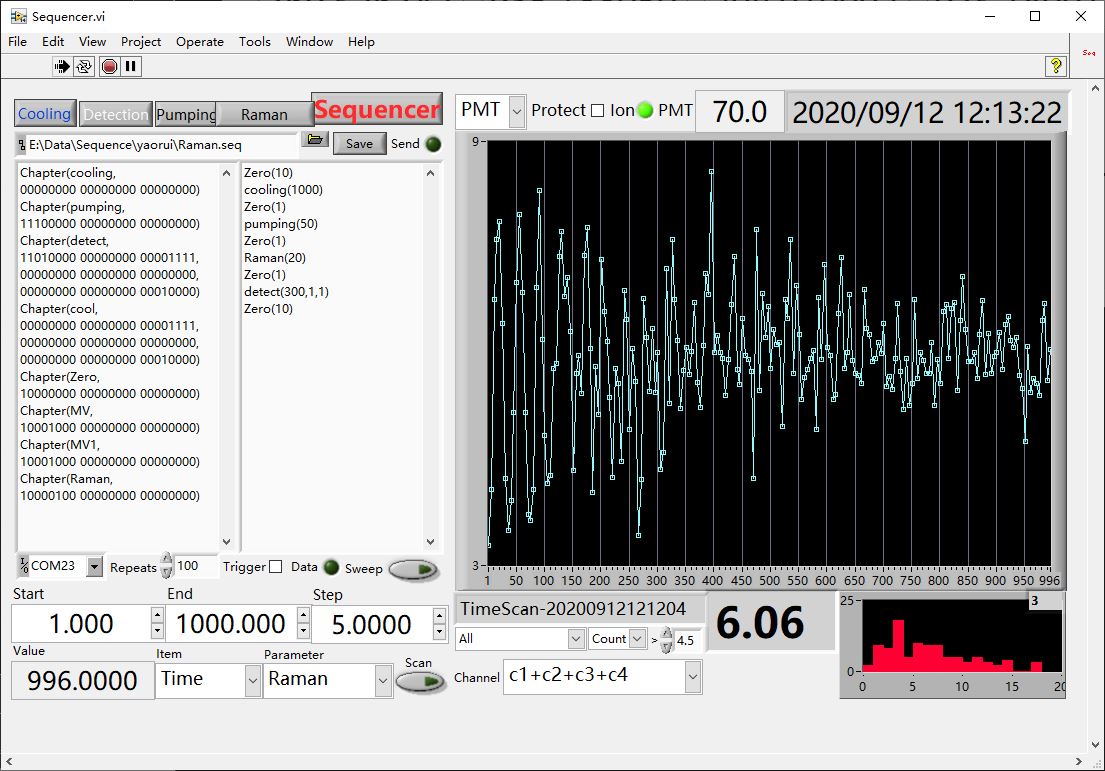 Sequencer.vi
File Edit View Project Operate Tools Window Help
Seq
?
Cooling Detection Pumping Raman Sequencer
E:\Data\Sequence\yaorui\Raman.seq Save Send
Chapter(cooling,
00000000 00000000 00000000)
Chapter(pumping,
11100000 00000000 00000000)
Chapter(detect,
11010000 00000000 00001111,
00000000 00000000 00000000,
00000000 00000000 00010000)
Chapter(cool,
00000000 00000000 00001111,
00000000 00000000 00000000,
00000000 00000000 00010000)
Chapter(Zero,
10000000 00000000 00000000)
Chapter(MV,
10001000 00000000 00000000)
Chapter(MV1,
10001000 00000000 00000000)
Chapter(Raman,
10000100 00000000 00000000)
Zero(10)
cooling(1000)
Zero(1)
pumping(50)
Zero(1)
Raman(20)
Zero(1)
detect(300,1,1)
Zero(10)
I/O COM23 Repeats 100 Trigger Data Sweep
Start End Step
1.000 1000.000 5.0000
Value Item Parameter Scan
996.0000 Time Raman
PMT Protect Ion PMT 70.0 2020/09/12 12:13:22
9
3
1 50 100 150 200 250 300 350 400 450 500 550 600 650 700 750 800 850 900 950 996
TimeScan-20200912121204 6.06
All Count > 4.5
Channel c1+c2+c3+c4
3
25
0
0 5 10 15 20